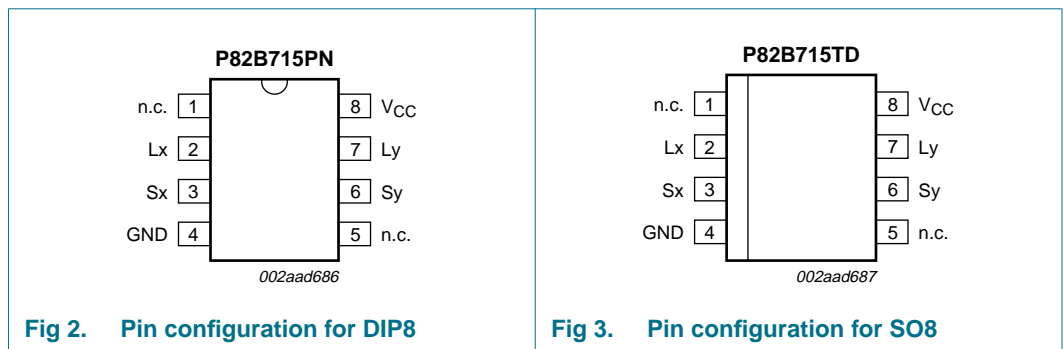 P82B715PN
n.c. 1 8 VCC
Lx 2 7 Ly
Sx 3 6 Sy
GND 4 5 n.c.
002aad686
Fig 2. Pin configuration for DIP8
P82B715TD
n.c. 1 8 VCC
Lx 2 7 Ly
Sx 3 6 Sy
GND 4 5 n.c.
002aad687
Fig 3. Pin configuration for SO8